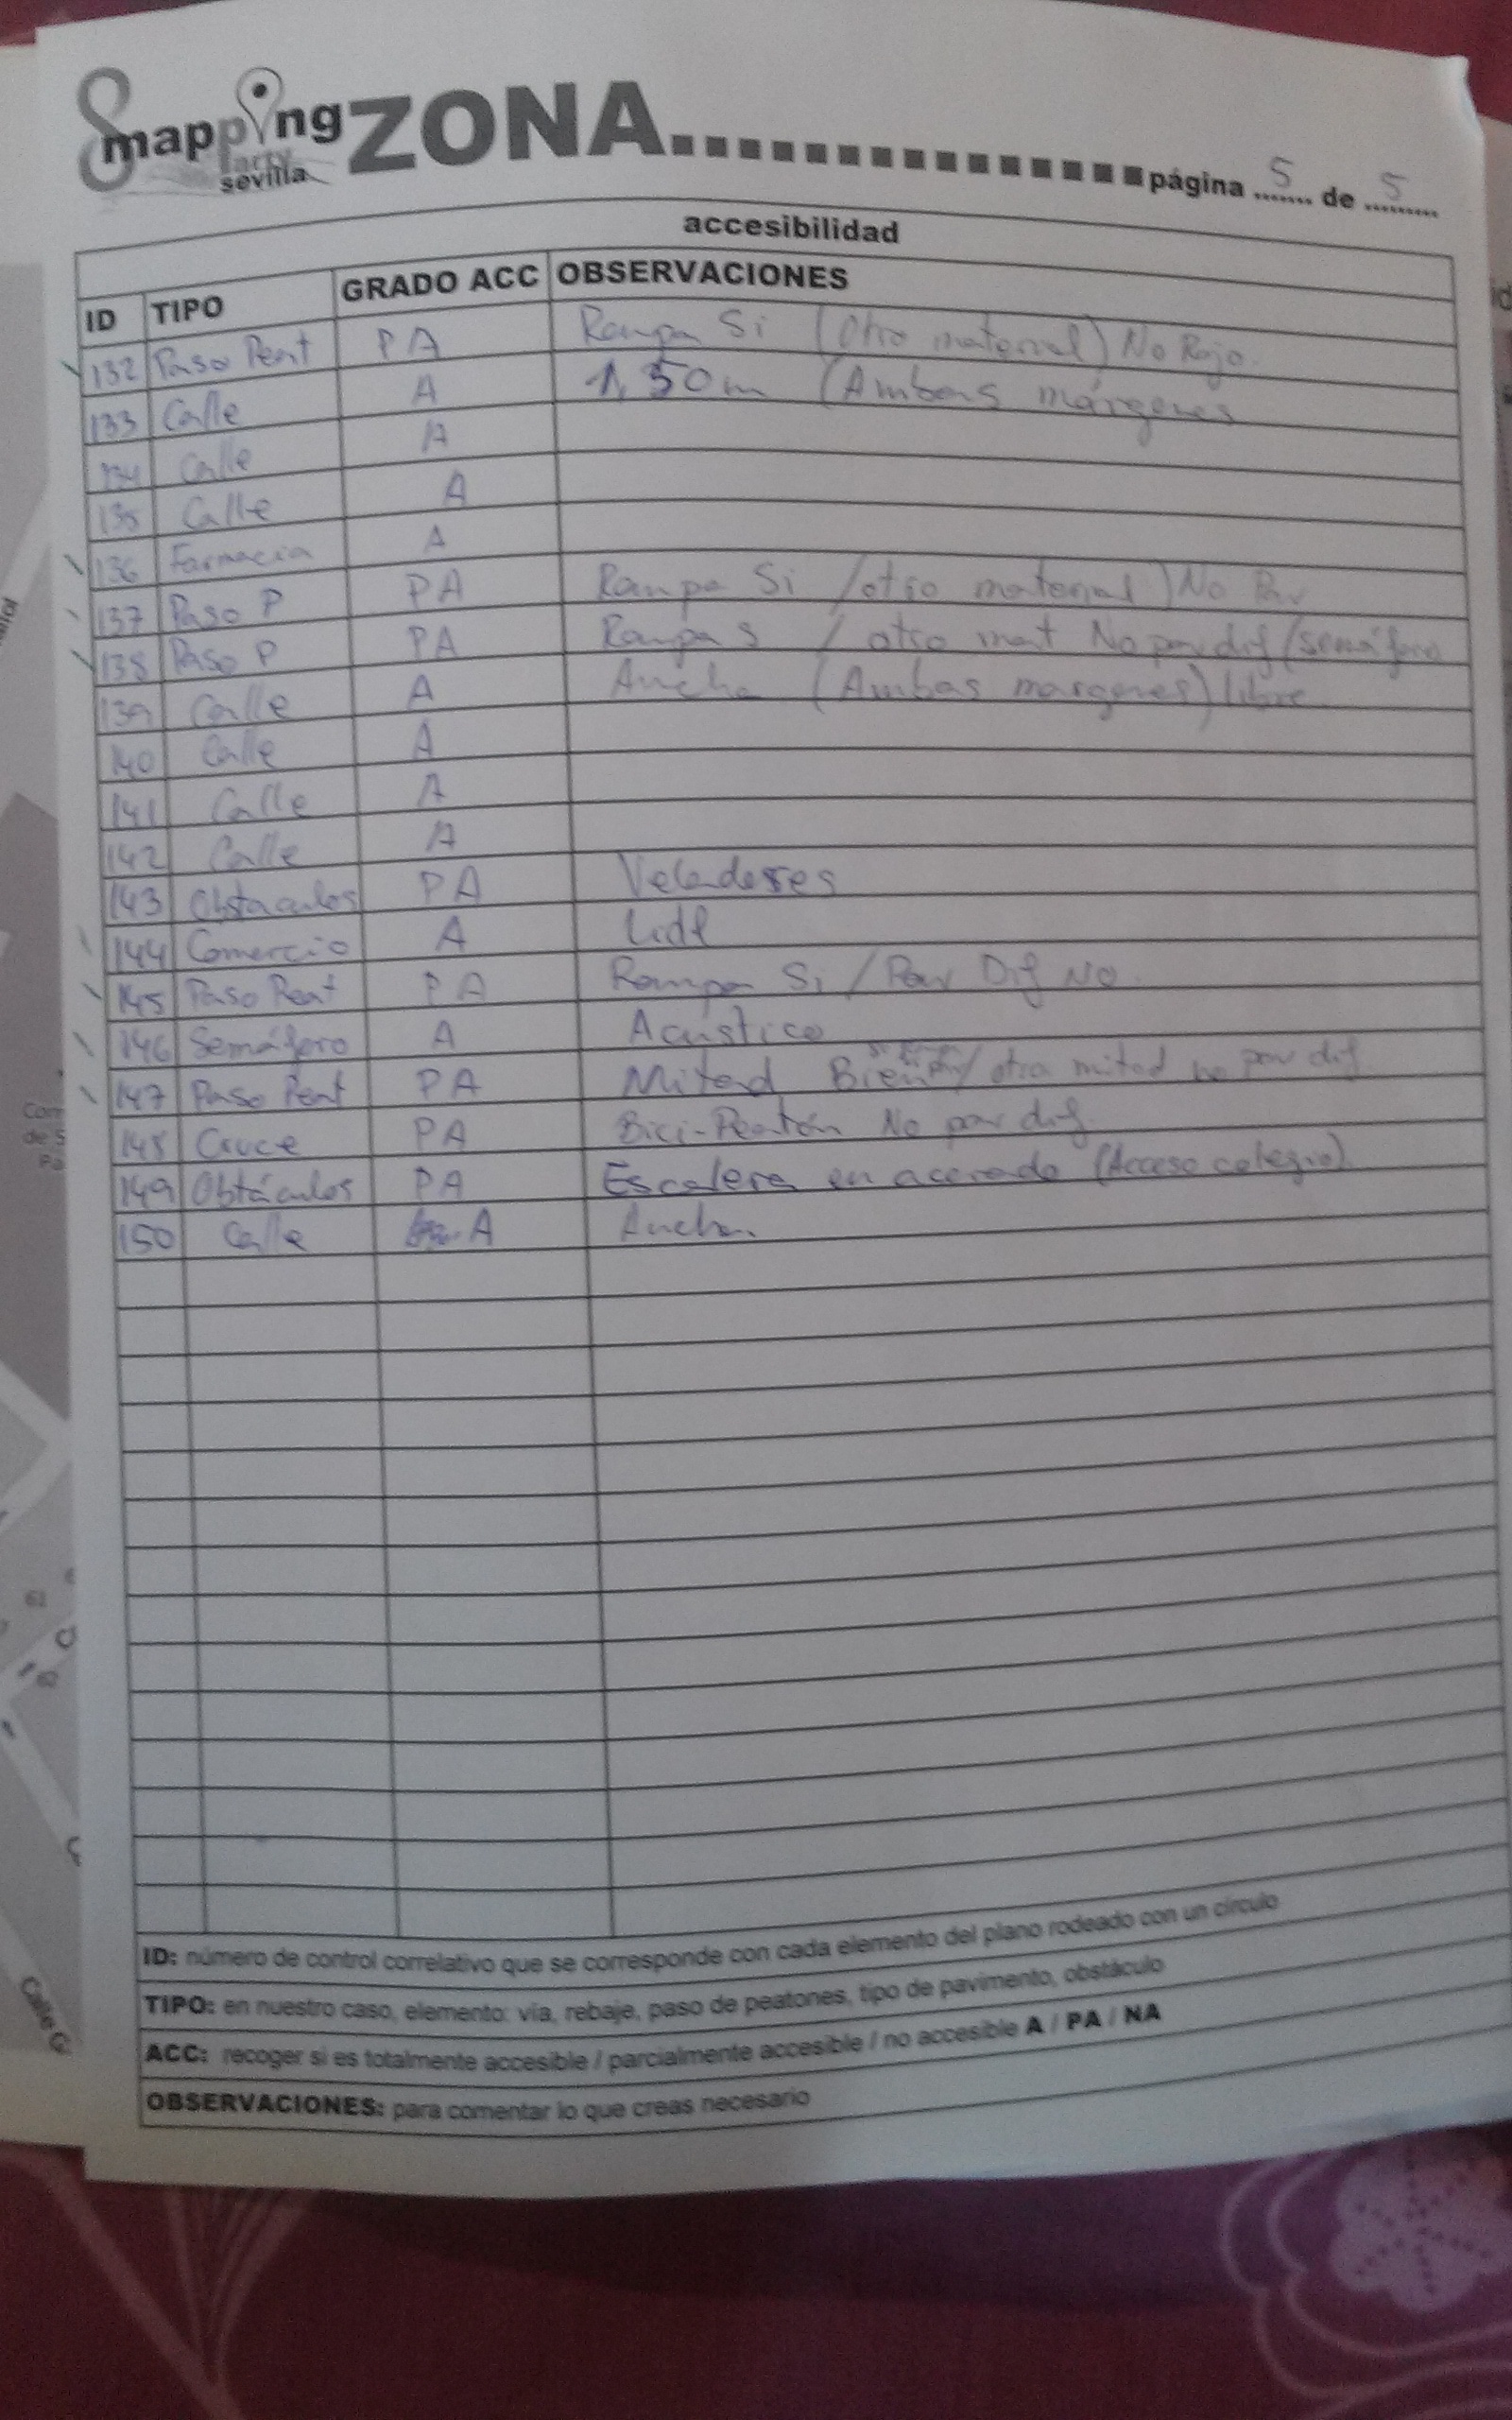 mapping ZONA................ página 5 de 5
party
sevilla
accesibilidad
ID TIPO GRADO ACC OBSERVACIONES
132 Paso Peat PA Rampa Si (Otro material) No Rojo.
133 Calle A 1,50m (Ambas márgenes
134 Calle A
135 Calle A
136 Farmacia A
137 Paso P PA Rampa Si /otro material) No Pav
138 Paso P PA Rampa S / otro mat No pav dif (semáforo
139 Calle A Ancha (Ambas margenes) libre
140 Calle A
141 Calle A
142 Calle A
143 Obstaculos PA Veladores
144 Comercio A Lidl
145 Paso Peat PA Rampa Si / Pav Dif NO
146 Semáforo A Acústico
147 Paso Peat PA Mitad Bien / otra mitad no pav dif
148 Cruce PA Bici-Peatón No pav dif.
149 Obtáculos PA Escalera en acerado (Acceso colegio).
150 Calle A Ancha.
ID: número de control correlativo que se corresponde con cada elemento del plano rodeado con un círculo
TIPO: en nuestro caso, elemento: vía, rebaje, paso de peatones, tipo de pavimento, obstáculo
ACC: recoger si es totalmente accesible / parcialmente accesible / no accesible A / PA / NA
OBSERVACIONES: para comentar lo que creas necesario